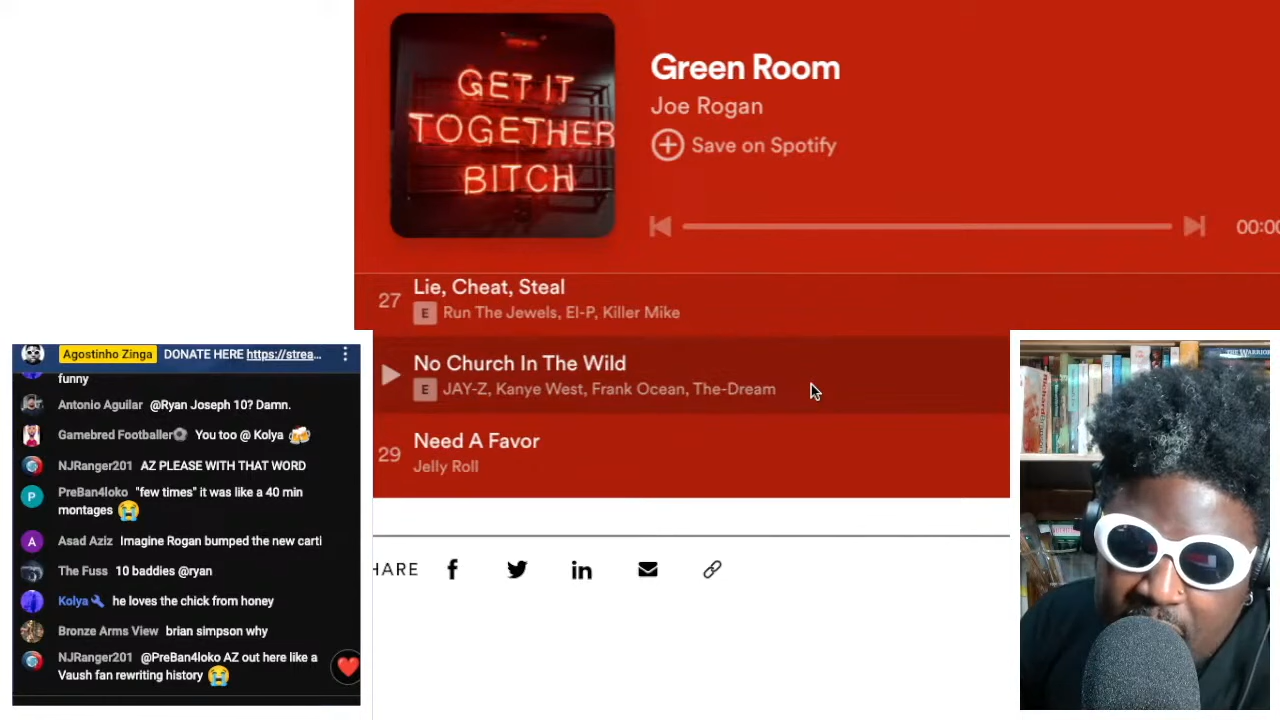 GET IT
TOGETHER
BITCH
Green Room
Joe Rogan
Save on Spotify
00:00
27
Lie, Cheat, Steal
E Run The Jewels, El-P, Killer Mike
No Church In The Wild
E JAY-Z, Kanye West, Frank Ocean, The-Dream
29
Need A Favor
Jelly Roll
HARE
Agostinho Zinga DONATE HERE https://strea...
funny
Antonio Aguilar @Ryan Joseph 10? Damn.
Gamebred Footballer You too @ Kolya 🍻
NJRanger201 AZ PLEASE WITH THAT WORD
P PreBan4loko "few times" it was like a 40 min
montages 😭
A Asad Aziz Imagine Rogan bumped the new carti
The Fuss 10 baddies @ryan
Kolya he loves the chick from honey
Bronze Arms View brian simpson why
NJRanger201 @PreBan4loko AZ out here like a
Vaush fan rewriting history 😭
THE WARRIOR